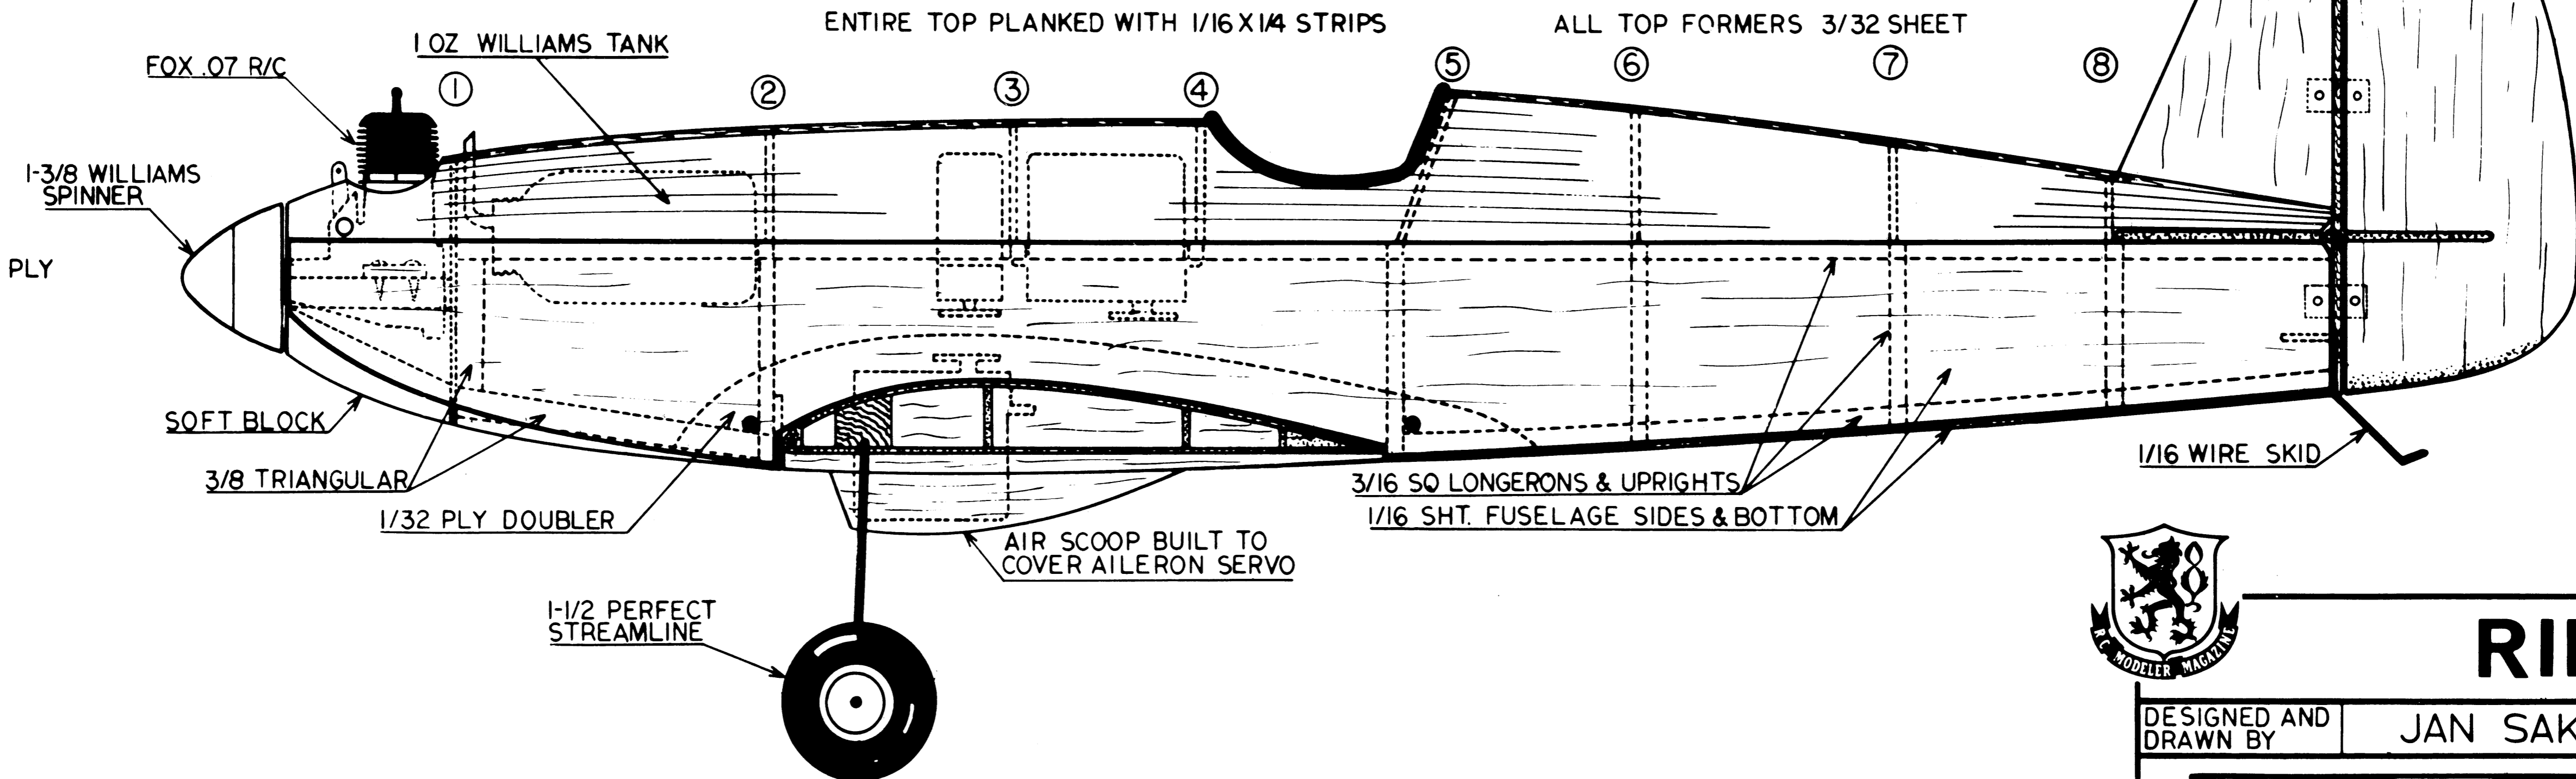 ENTIRE TOP PLANKED WITH 1/16 X 1/4 STRIPS
ALL TOP FORMERS 3/32 SHEET
1 OZ WILLIAMS TANK
FOX .07 R/C
1
2
3
4
5
6
7
8
1-3/8 WILLIAMS
SPINNER
PLY
SOFT BLOCK
3/8 TRIANGULAR
1/32 PLY DOUBLER
AIR SCOOP BUILT TO
COVER AILERON SERVO
1-1/2 PERFECT
STREAMLINE
3/16 SQ LONGERONS & UPRIGHTS
1/16 SHT. FUSELAGE SIDES & BOTTOM
1/16 WIRE SKID
RC MODELER MAGAZINE
DESIGNED AND
DRAWN BY
JAN SAK